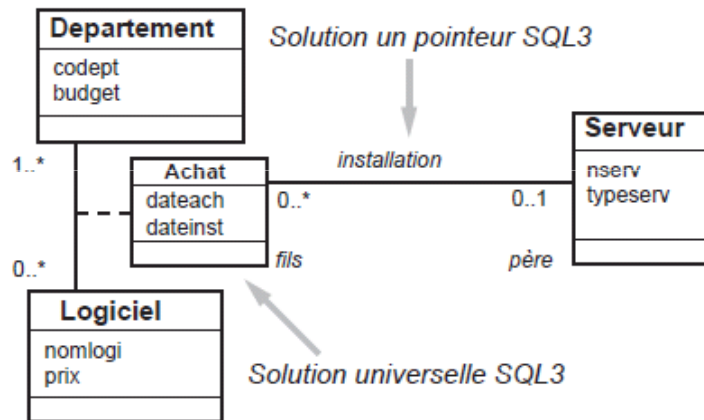 Departement
codept
budget
Solution un pointeur SQL3
Serveur
nserv
typeserv
1..*
Achat
dateach
dateinst
installation
0..*
0..1
fils
père
0..*
Logiciel
nomlogi
prix
Solution universelle SQL3